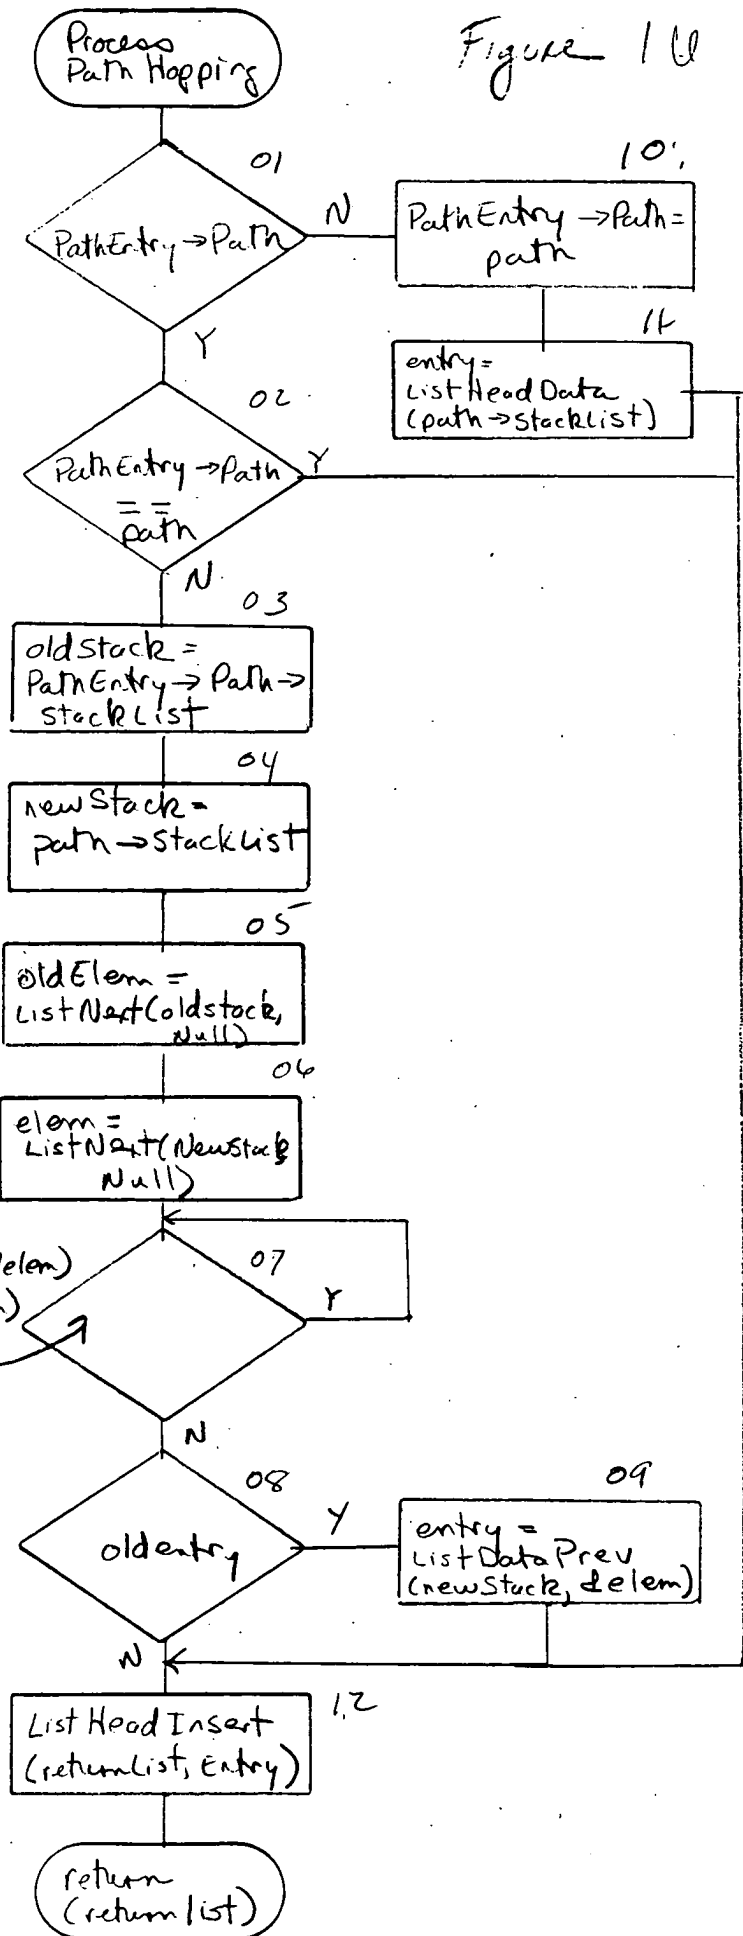 Process
Path Hopping
Figure 16
01
PathEntry → Path
N
10
PathEntry → Path =
path
Y
11
entry =
ListHeadData
(path → StackList)
02
PathEntry → Path
==
path
Y
N
03
oldStack =
PathEntry → Path →
StackList
04
newStack =
path → StackList
05
oldElem =
ListNext(oldstack,
Null)
06
elem =
ListNext(NewStack,
Null)
elem)
07
Y
N
08
oldentry
Y
09
entry =
ListDataPrev
(newStack, &elem)
N
12
ListHeadInsert
(returnList, Entry)
return
(returnlist)